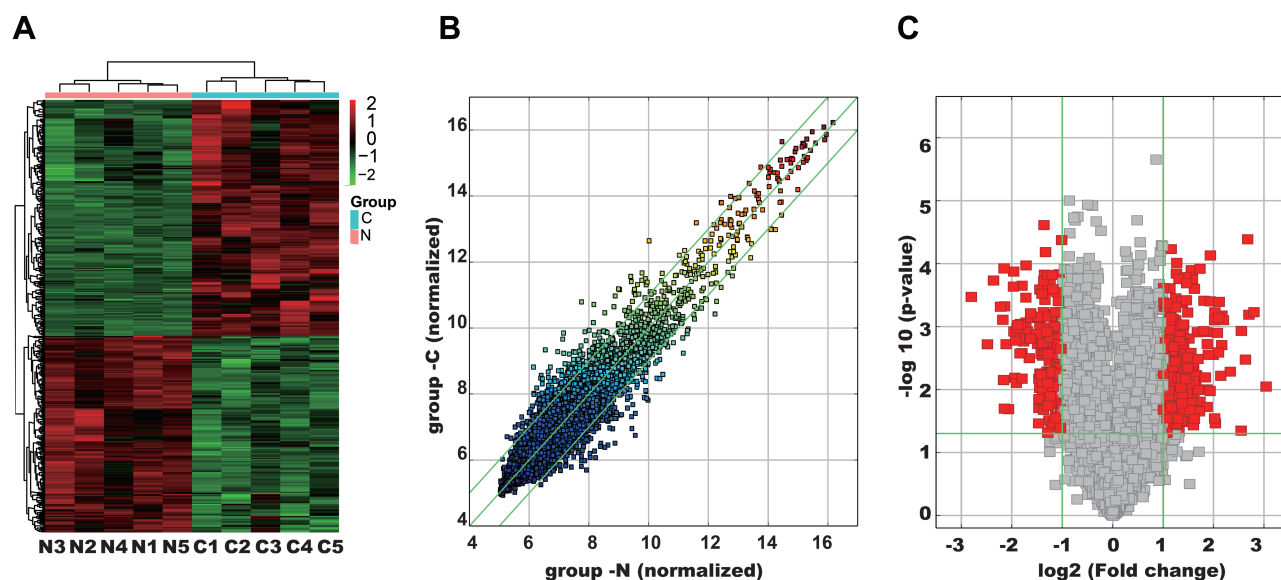 A
2
1
0
−1
−2
Group
C
N
N3 N2 N4 N1 N5 C1 C2 C3 C4 C5
B
group -C (normalized)
16
14
12
10
8
6
4
4 6 8 10 12 14 16
group -N (normalized)
C
-log 10 (p-value)
6
5
4
3
2
1
0
-3 -2 -1 0 1 2 3
log2 (Fold change)